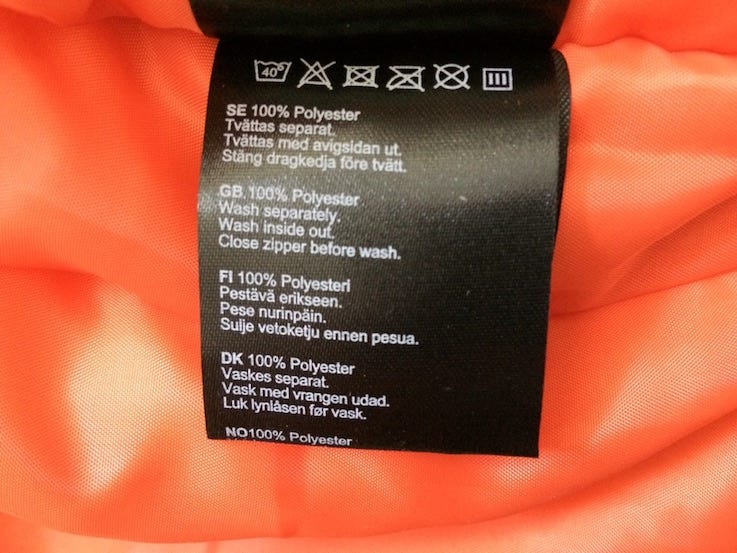 40°
SE 100% Polyester
Tvättas separat.
Tvättas med avigsidan ut.
Stäng dragkedja före tvätt.
GB 100% Polyester
Wash separately.
Wash inside out.
Close zipper before wash.
FI 100% Polyesteri
Pestävä erikseen.
Pese nurinpäin.
Sulje vetoketju ennen pesua.
DK 100% Polyester
Vaskes separat.
Vask med vrangen udad.
Luk lynlåsen før vask.
NO100% Polyester